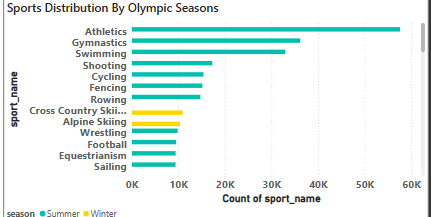 Sports Distribution By Olympic Seasons
Athletics
Gymnastics
Swimming
Shooting
Cycling
Fencing
Rowing
Cross Country Skii...
Alpine Skiing
Wrestling
Football
Equestrianism
Sailing
sport_name
0K 10K 20K 30K 40K 50K 60K
Count of sport_name
season Summer Winter